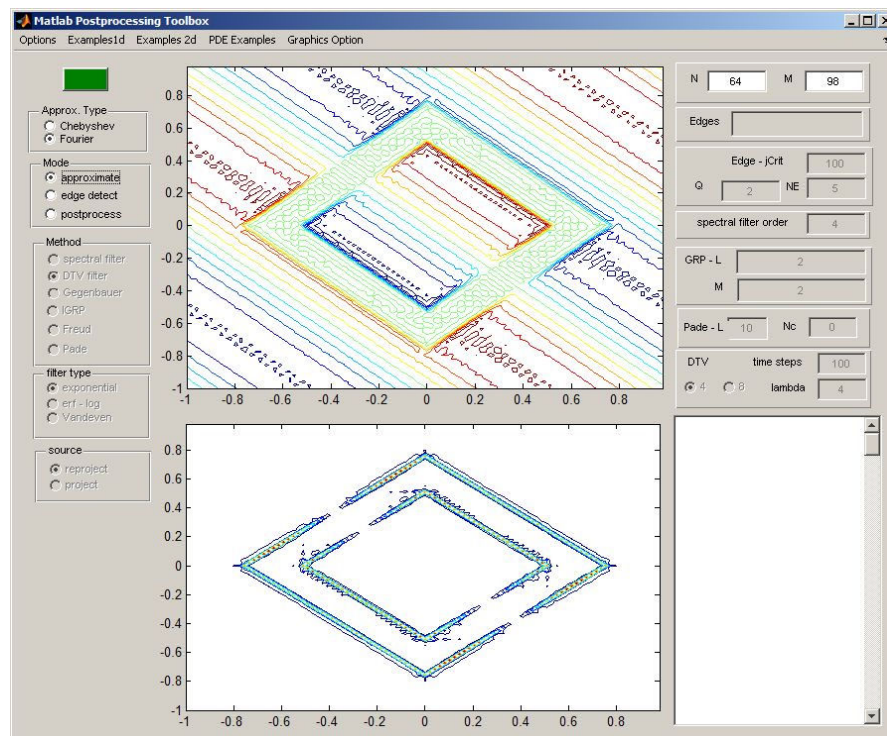 Matlab Postprocessing Toolbox
Options Examples1d Examples 2d PDE Examples Graphics Option
Approx. Type
Chebyshev
Fourier
Mode
approximate
edge detect
postprocess
Method
spectral filter
DTV filter
Gegenbauer
IGRP
Freud
Pade
filter type
exponential
erf - log
Vandeven
source
reproject
project
0.8
0.6
0.4
0.2
0
-0.2
-0.4
-0.6
-0.8
-1
-1 -0.8 -0.6 -0.4 -0.2 0 0.2 0.4 0.6 0.8
0.8
0.6
0.4
0.2
0
-0.2
-0.4
-0.6
-0.8
-1
-1 -0.8 -0.6 -0.4 -0.2 0 0.2 0.4 0.6 0.8
N 64 M 98
Edges
Edge - jCrit 100
Q 2 NE 5
spectral filter order 4
GRP - L 2
M 2
Pade - L 10 Nc 0
DTV time steps 100
4 8 lambda 4